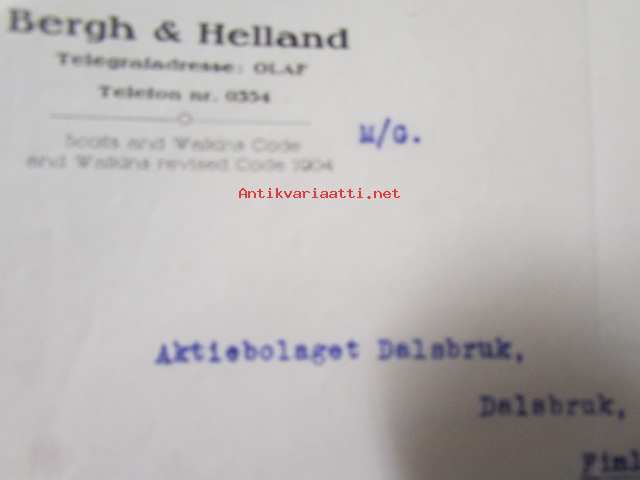 Bergh & Helland
Telegrafadresse: OLAF
Telefon nr. 0354
Scotts and Watkins Code
and Watkins revised Code 1904
M/G.
Antikvariaatti.net
Aktiebolaget Dalsbruk,
Dalsbruk,